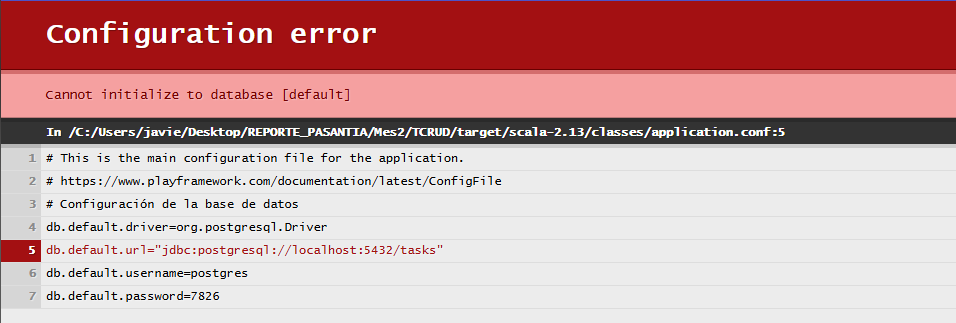 Configuration error
Cannot initialize to database [default]
In /C:/Users/javie/Desktop/REPORTE_PASANTIA/Mes2/TCRUD/target/scala-2.13/classes/application.conf:5
1 # This is the main configuration file for the application.
2 # https://www.playframework.com/documentation/latest/ConfigFile
3 # Configuración de la base de datos
4 db.default.driver=org.postgresql.Driver
5 db.default.url="jdbc:postgresql://localhost:5432/tasks"
6 db.default.username=postgres
7 db.default.password=7826